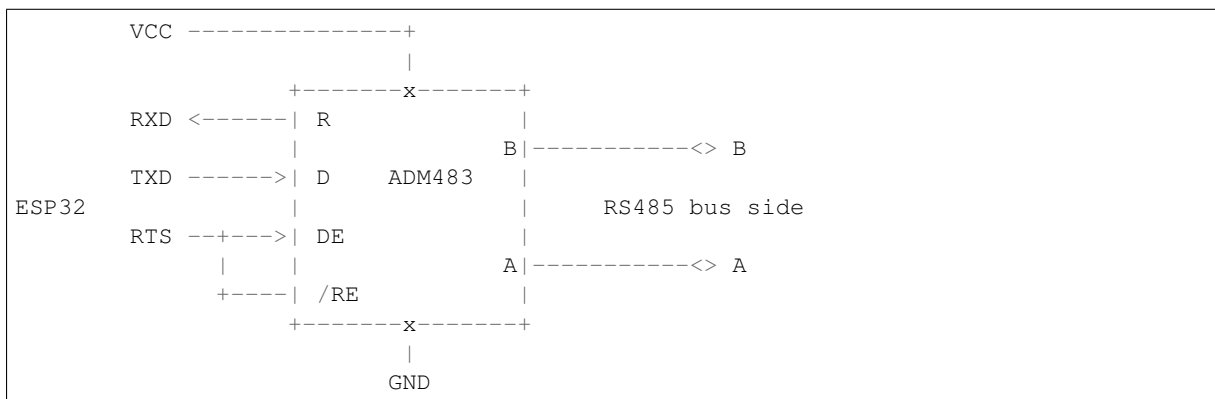 VCC ---------------+
|
+-------x-------+
RXD <------| R |
| B|-----------<> B
TXD ------>| D ADM483 |
ESP32 | | RS485 bus side
RTS --+--->| DE |
| | A|-----------<> A
+----| /RE |
+-------x-------+
|
GND